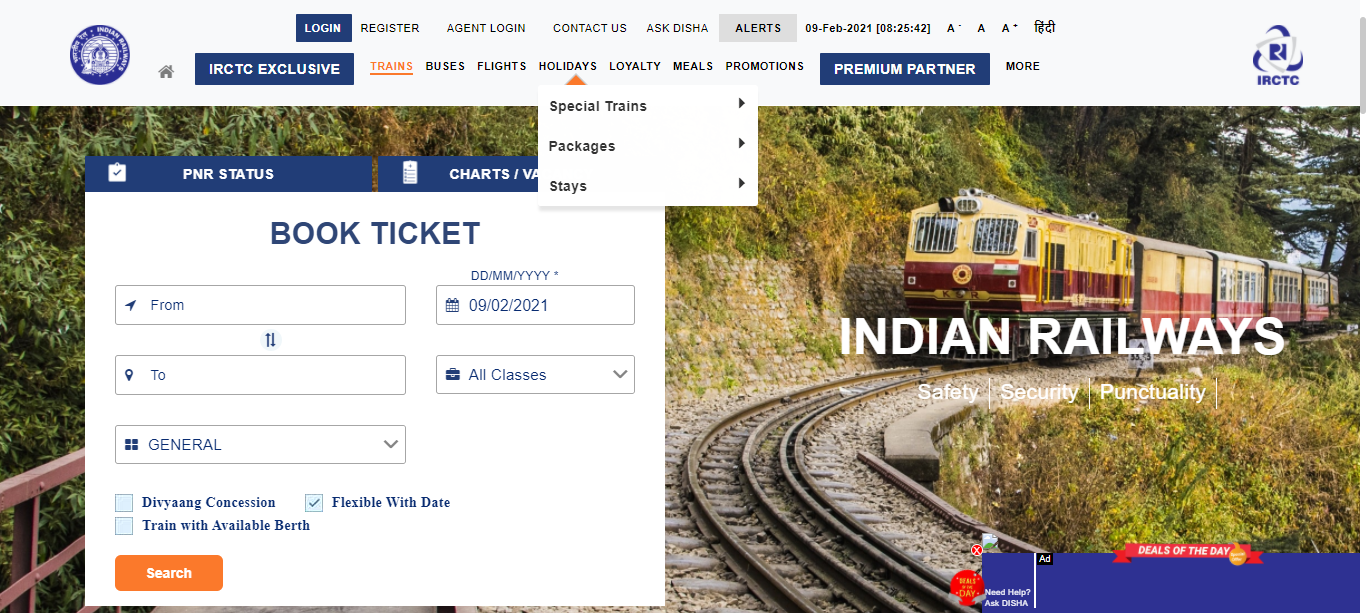 LOGIN REGISTER AGENT LOGIN CONTACT US ASK DISHA ALERTS 09-Feb-2021 [08:25:42] A - A A + हिंदी
IRCTC EXCLUSIVE TRAINS BUSES FLIGHTS HOLIDAYS LOYALTY MEALS PROMOTIONS PREMIUM PARTNER MORE
INDIAN RAILWAYS
IRCTC
Special Trains
Packages
Stays
PNR STATUS CHARTS / VA
BOOK TICKET
DD/MM/YYYY *
From 09/02/2021
To All Classes
GENERAL
Divyaang Concession Flexible With Date
Train with Available Berth
Search
INDIAN RAILWAYS
Safety Security Punctuality
DEALS OF THE DAY
Ad
DEALS
DAY
Need Help?
Ask DISHA